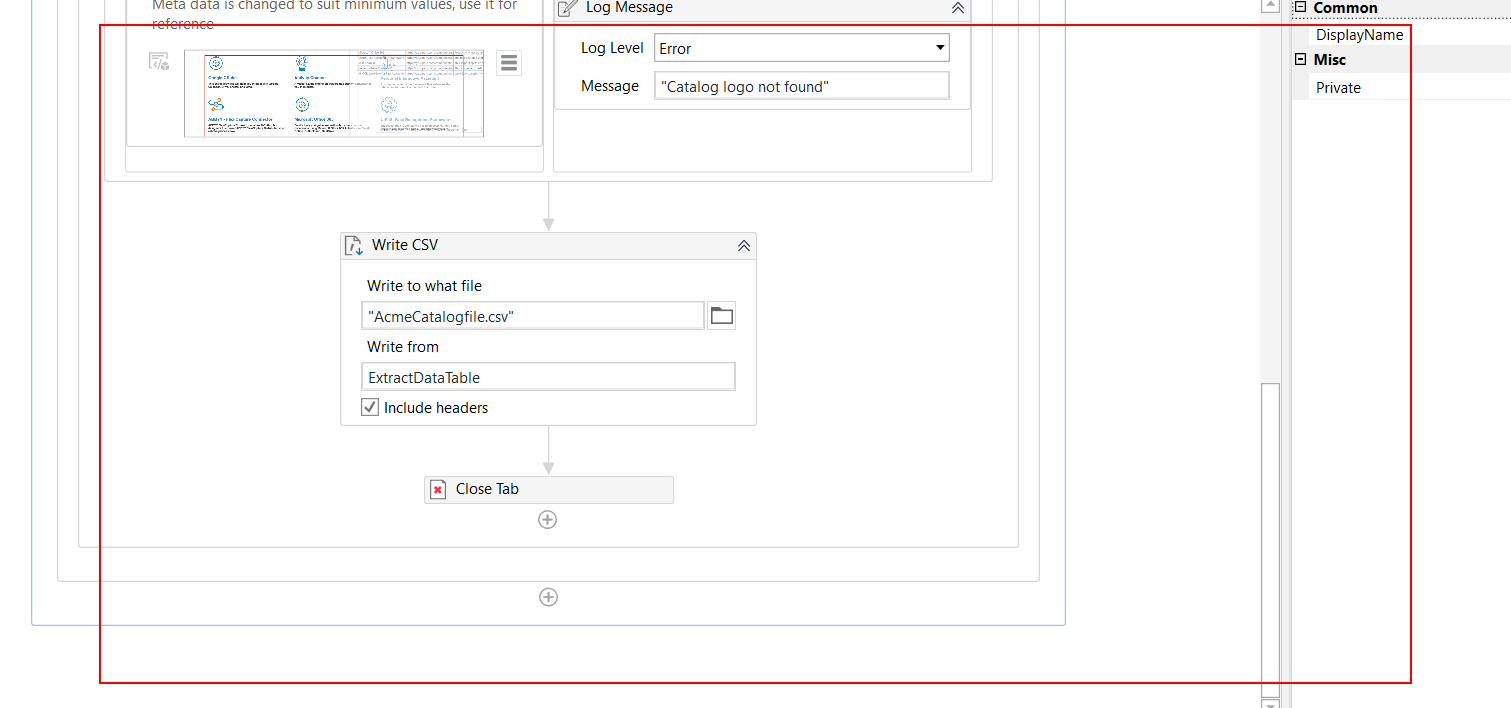 Meta data is changed to suit minimum values, use it for
reference
Log Message
Log Level
Error
Message
"Catalog logo not found"
Write CSV
Write to what file
"AcmeCatalogfile.csv"
Write from
ExtractDataTable
Include headers
Close Tab
Common
DisplayName
Misc
Private